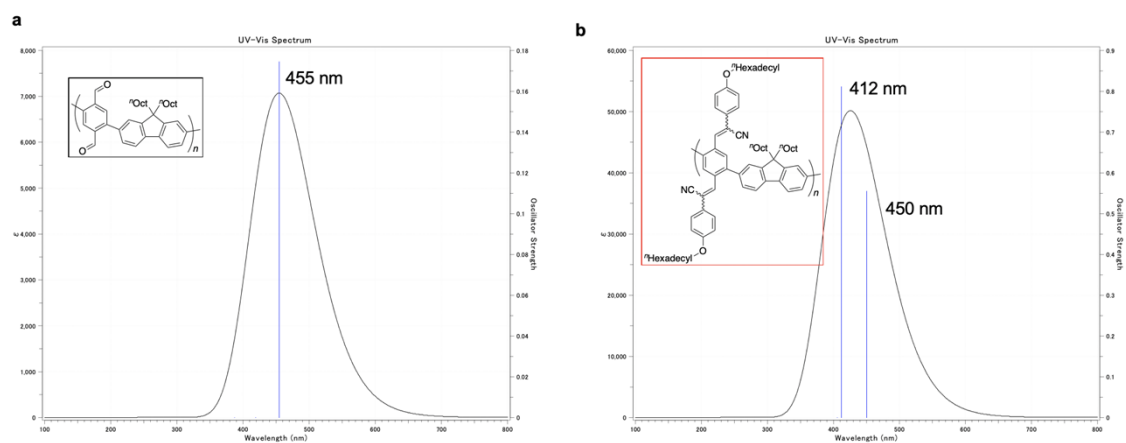 a
UV-Vis Spectrum
8,000
7,000
6,000
5,000
4,000
3,000
2,000
1,000
0
ε
0.18
0.16
0.14
0.12
0.1
0.08
0.06
0.04
0.02
0
Oscillator Strength
455 nm
O
nOct nOct
O
n
100 200 300 400 500 600 700 800
Wavelength (nm)
b
UV-Vis Spectrum
60,000
50,000
40,000
30,000
20,000
10,000
0
ε
0.9
0.8
0.7
0.6
0.5
0.4
0.3
0.2
0.1
0
Oscillator Strength
412 nm
450 nm
O nHexadecyl
CN
nOct nOct
n
NC
nHexadecyl O
100 200 300 400 500 600 700 800
Wavelength (nm)